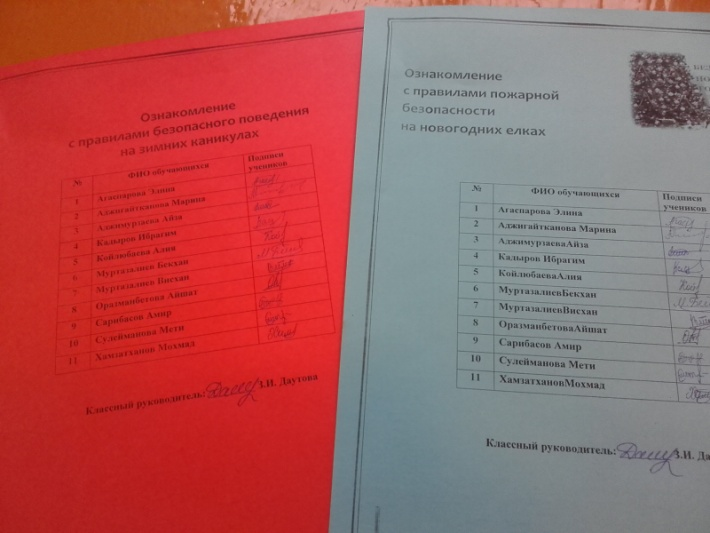 Ознакомление
с правилами безопасного поведения
на зимних каникулах
№ ФИО обучающихся Подписи учеников
1 Агаспарова Элина
2 Аджигайтканова Марина
3 Аджимурзаева Айза
4 Кадыров Ибрагим
5 Койлюбаева Алия
6 Муртазалиев Бекхан
7 Муртазалиев Висхан
8 Оразманбетова Айшат
9 Сарибасов Амир
10 Сулейманова Мети
11 Хамзатханов Мохмад
Классный руководитель: З.И. Даутова
Ознакомление
с правилами пожарной
безопасности
на новогодних елках
№ ФИО обучающихся Подписи учеников
1 Агаспарова Элина
2 Аджигайтканова Марина
3 АджимурзаеваАйза
4 Кадыров Ибрагим
5 КойлюбаеваАлия
6 МуртазалиевБекхан
7 МуртазалиевВисхан
8 ОразманбетоваАйшат
9 Сарибасов Амир
10 Сулейманова Мети
11 ХамзатхановМохмад
Классный руководитель: З.И. Да